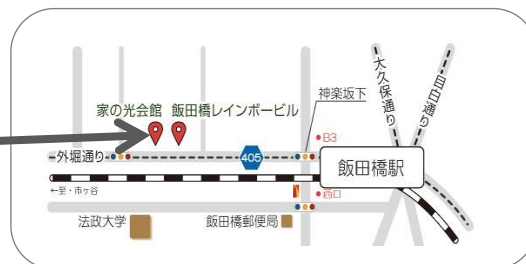 大久保通り
目白通り
神楽坂下
家の光会館 飯田橋レインボービル
B3
外堀通り
405
飯田橋駅
←至・市ヶ谷
西口
法政大学
飯田橋郵便局